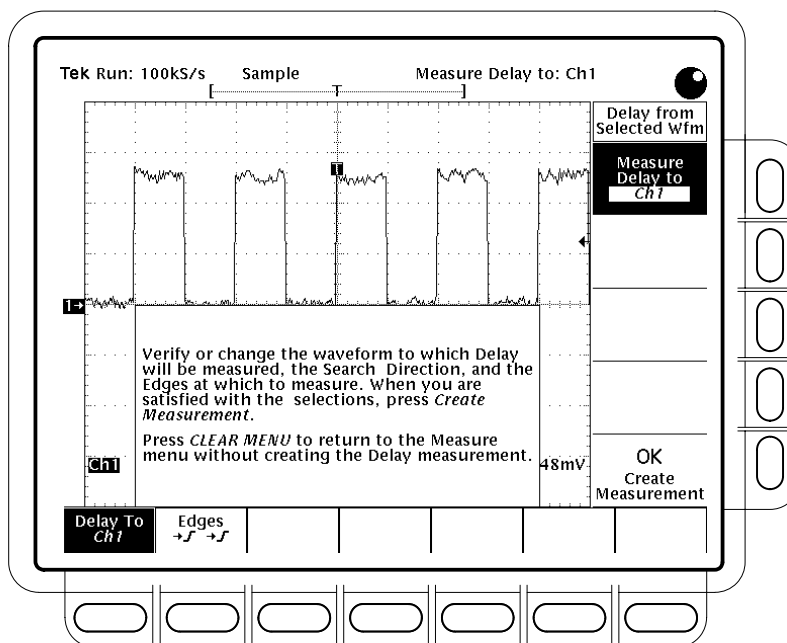 Tek Run: 100kS/s Sample Measure Delay to: Ch1
[ T ]
Delay from
Selected Wfm
Measure
Delay to
Ch1
T
1→
Verify or change the waveform to which Delay
will be measured, the Search Direction, and the
Edges at which to measure. When you are
satisfied with the selections, press Create
Measurement.
Press CLEAR MENU to return to the Measure
menu without creating the Delay measurement.
Ch1
48mV
OK
Create
Measurement
Delay To
Ch1
Edges